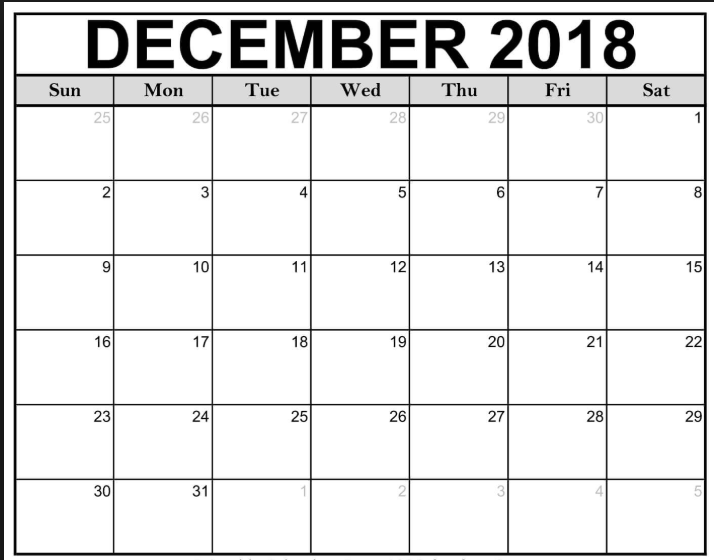 DECEMBER 2018
Sun Mon Tue Wed Thu Fri Sat
25 26 27 28 29 30 1
2 3 4 5 6 7 8
9 10 11 12 13 14 15
16 17 18 19 20 21 22
23 24 25 26 27 28 29
30 31 1 2 3 4 5